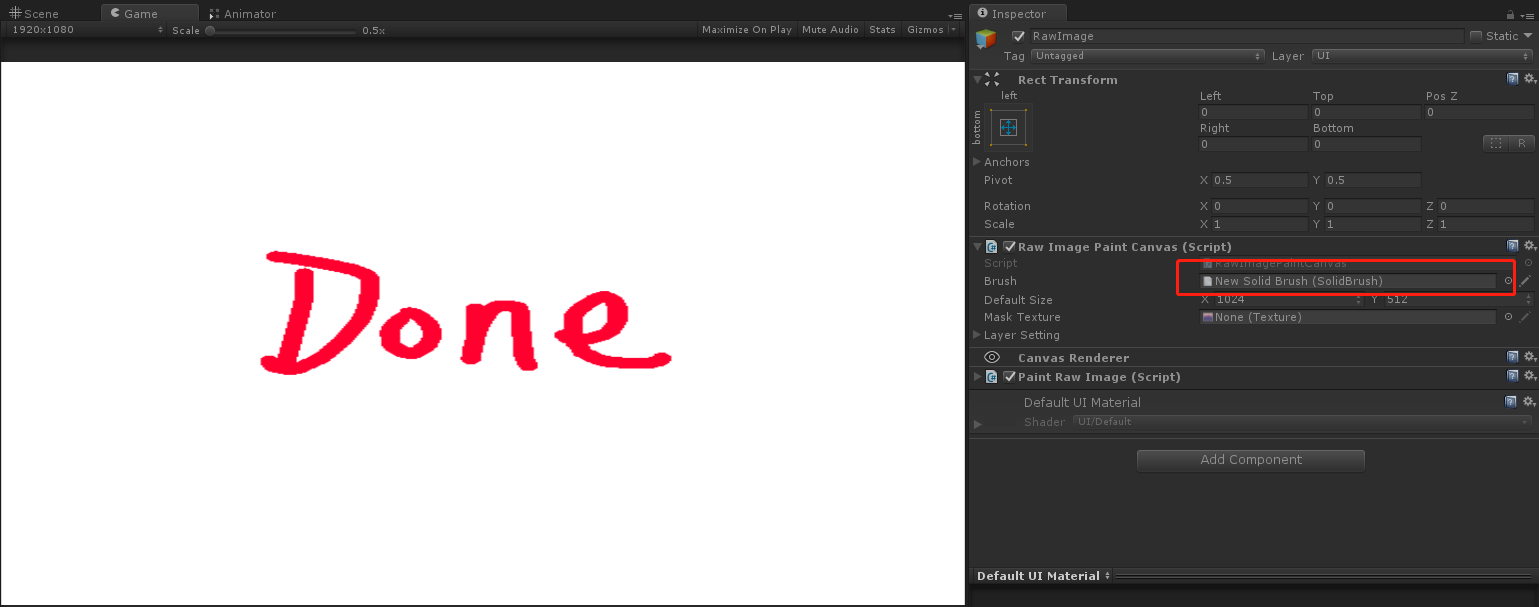 Scene
Game
Animator
1920x1080
Scale
0.5x
Maximize On Play
Mute Audio
Stats
Gizmos
Done
Inspector
RawImage
Static
Tag
Untagged
Layer
UI
Rect Transform
left
bottom
Left
Top
Pos Z
0
0
0
Right
Bottom
0
0
R
Anchors
Pivot
X 0.5
Y 0.5
Rotation
X 0
Y 0
Z 0
Scale
X 1
Y 1
Z 1
Raw Image Paint Canvas (Script)
Script
RawImagePaintCanvas
Brush
New Solid Brush (SolidBrush)
Default Size
X 1024
Y 512
Mask Texture
None (Texture)
Layer Setting
Canvas Renderer
Paint Raw Image (Script)
Default UI Material
Shader
UI/Default
Add Component
Default UI Material